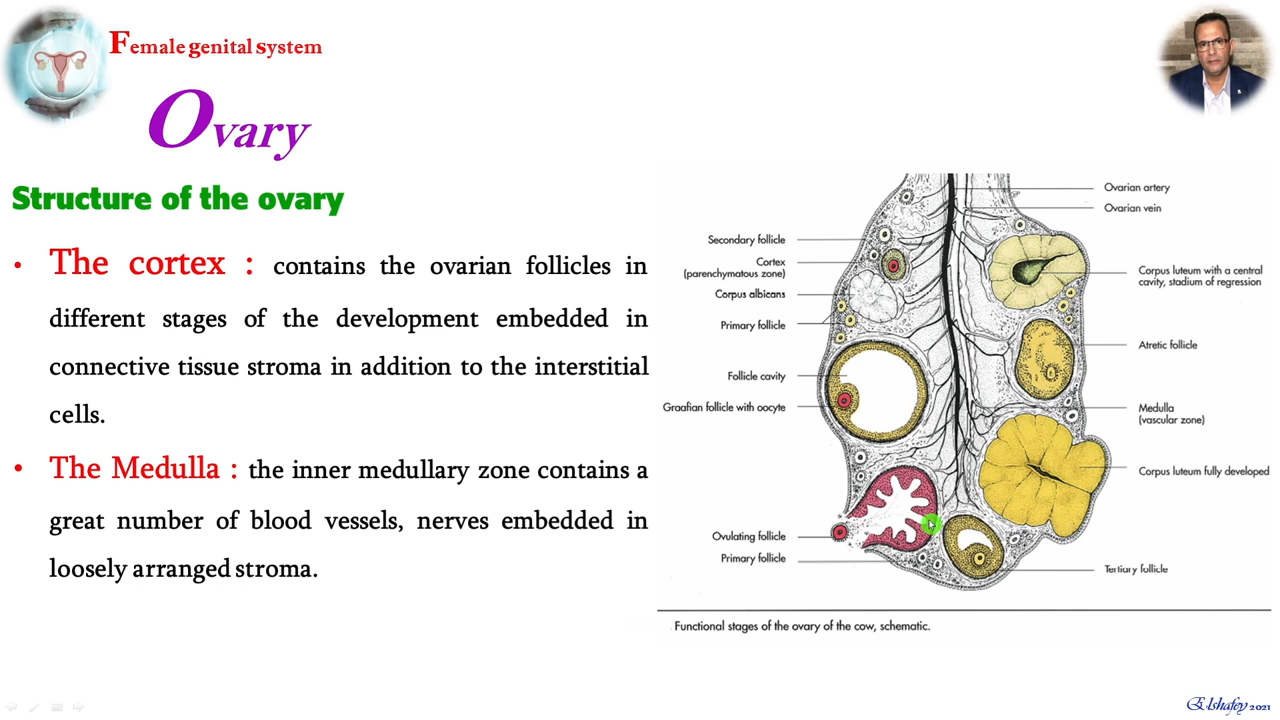 Female genital system
Ovary
Structure of the ovary
• The cortex : contains the ovarian follicles in
different stages of the development embedded in
connective tissue stroma in addition to the interstitial
cells.
• The Medulla : the inner medullary zone contains a
great number of blood vessels, nerves embedded in
loosely arranged stroma.
Secondary follicle
Cortex
(parenchymatous zone)
Corpus albicans
Primary follicle
Follicle cavity
Graafian follicle with oocyte
Ovulating follicle
Primary follicle
Ovarian artery
Ovarian vein
Corpus luteum with a central
cavity, stadium of regression
Atretic follicle
Medulla
(vascular zone)
Corpus luteum fully developed
Tertiary follicle
Functional stages of the ovary of the cow, schematic.
Elshafey 2021